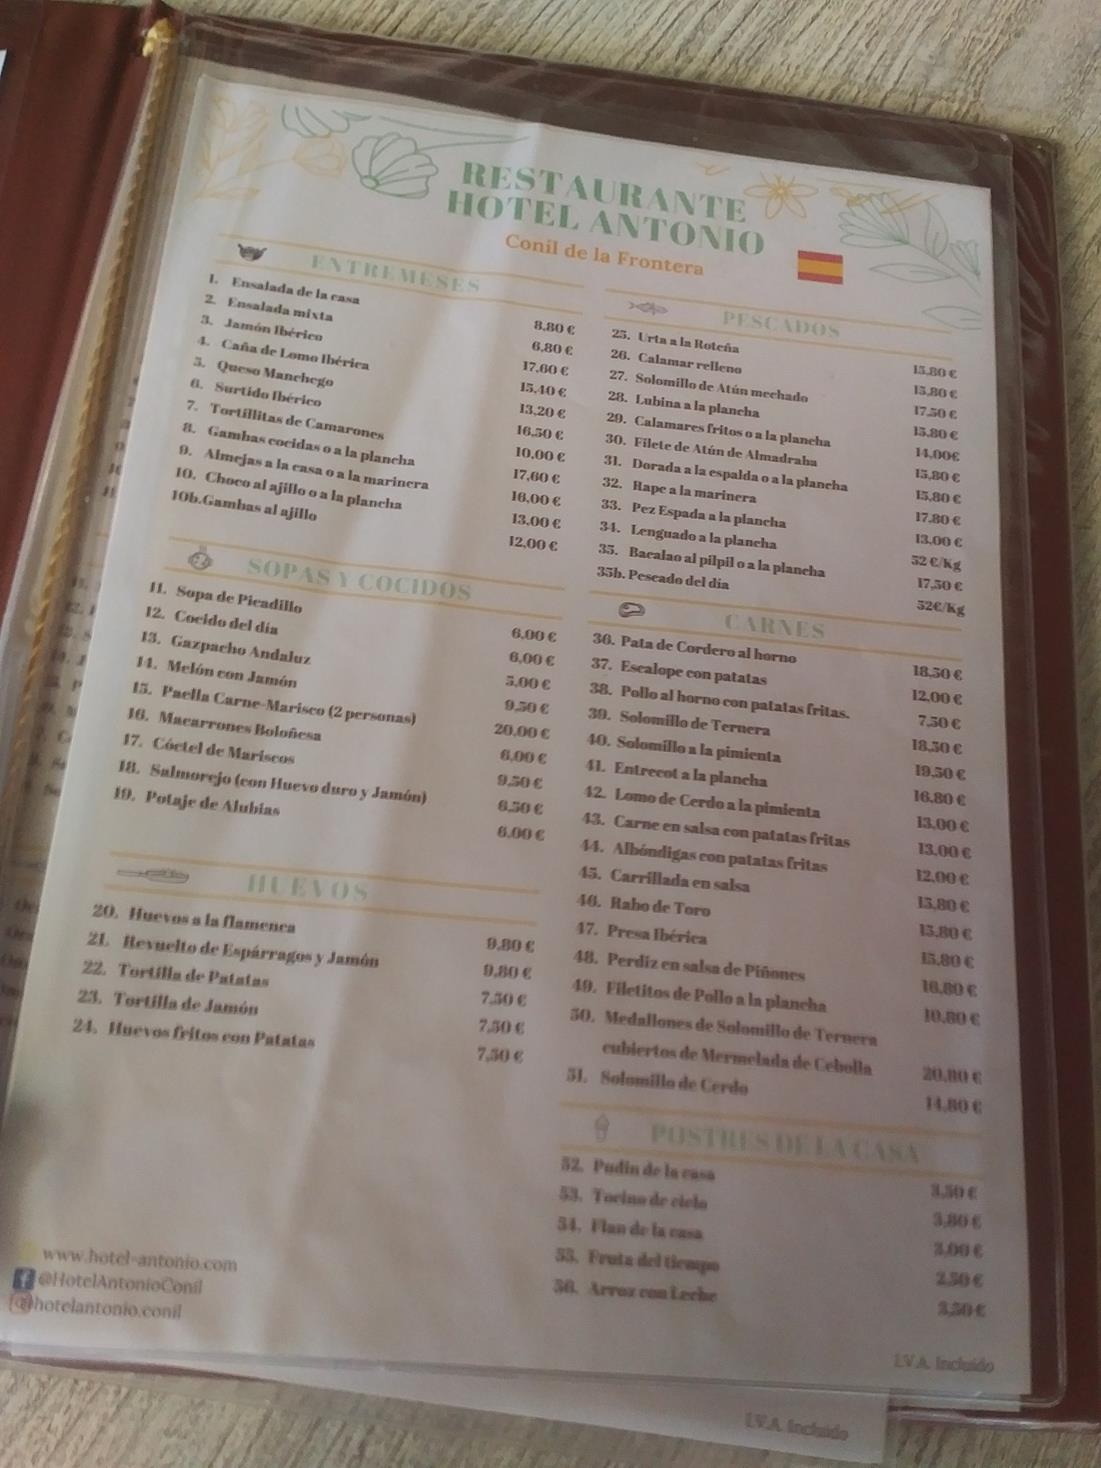 RESTAURANTE
HOTEL ANTONIO
Conil de la Frontera
ENTREMESES
1. Ensalada de la casa 8,80 €
2. Ensalada mixta 6,80 €
3. Jamón Ibérico 17,60 €
4. Caña de Lomo Ibérica 15,40 €
5. Queso Manchego 13,20 €
6. Surtido Ibérico 16,50 €
7. Tortillitas de Camarones 10,00 €
8. Gambas cocidas o a la plancha 17,60 €
9. Almejas a la casa o a la marinera 16,00 €
10. Choco al ajillo o a la plancha 13,00 €
10b.Gambas al ajillo 12,00 €
SOPAS Y COCIDOS
11. Sopa de Picadillo 6,00 €
12. Cocido del día 6,00 €
13. Gazpacho Andaluz 5,00 €
14. Melón con Jamón 9,50 €
15. Paella Carne-Marisco (2 personas) 20,00 €
16. Macarrones Boloñesa 6,00 €
17. Cóctel de Mariscos 9,50 €
18. Salmorejo (con Huevo duro y Jamón) 6,50 €
19. Potaje de Alubias 6.00 €
HUEVOS
20. Huevos a la flamenca 9,80 €
21. Revuelto de Espárragos y Jamón 9,80 €
22. Tortilla de Patatas 7,50 €
23. Tortilla de Jamón 7,50 €
24. Huevos fritos con Patatas 7,50 €
www.hotel-antonio.com
@HotelAntonioConil
@hotelantonio.conil
PESCADOS
25. Urta a la Roteña 15,80 €
26. Calamar relleno 15,80 €
27. Solomillo de Atún mechado 17,50 €
28. Lubina a la plancha 15,80 €
29. Calamares fritos o a la plancha 14,00€
30. Filete de Atún de Almadraba 15,80 €
31. Dorada a la espalda o a la plancha 15,80 €
32. Rape a la marinera 17,80 €
33. Pez Espada a la plancha 13,00 €
34. Lenguado a la plancha 52 €/Kg
35. Bacalao al pilpil o a la plancha 17,50 €
35b. Pescado del día 52€/Kg
CARNES
36. Pata de Cordero al horno 18,50 €
37. Escalope con patatas 12,00 €
38. Pollo al horno con patatas fritas. 7,50 €
39. Solomillo de Ternera 18,50 €
40. Solomillo a la pimienta 19,50 €
41. Entrecot a la plancha 16,80 €
42. Lomo de Cerdo a la pimienta 13,00 €
43. Carne en salsa con patatas fritas 13,00 €
44. Albóndigas con patatas fritas 12,00 €
45. Carrillada en salsa 15,80 €
46. Rabo de Toro 15,80 €
47. Presa Ibérica 15,80 €
48. Perdiz en salsa de Piñones 16,80 €
49. Filetitos de Pollo a la plancha 10,80 €
50. Medallones de Solomillo de Ternera
cubiertos de Mermelada de Cebolla 20,80 €
51. Solomillo de Cerdo 14,80 €
POSTRES DE LA CASA
52. Pudin de la casa 3,50 €
53. Tocino de cielo 3,80 €
54. Flan de la casa 3,00 €
55. Fruta del tiempo 2,50 €
56. Arroz con Leche 3,50 €
I.V.A. Incluido
I.V.A. Incluido